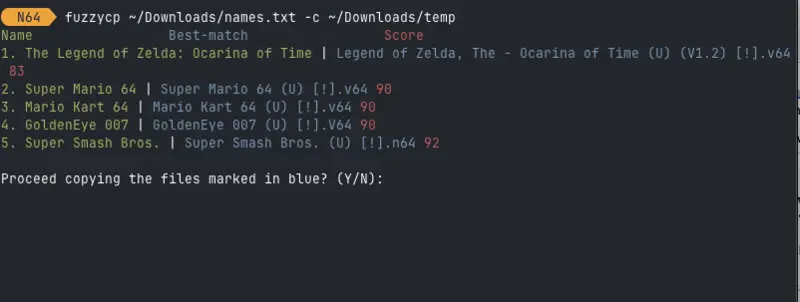 N64 fuzzycp ~/Downloads/names.txt -c ~/Downloads/temp
Name Best-match Score
1. The Legend of Zelda: Ocarina of Time | Legend of Zelda, The - Ocarina of Time (U) (V1.2) [!].v64
83
2. Super Mario 64 | Super Mario 64 (U) [!].v64 90
3. Mario Kart 64 | Mario Kart 64 (U) [!].v64 90
4. GoldenEye 007 | GoldenEye 007 (U) [!].V64 90
5. Super Smash Bros. | Super Smash Bros. (U) [!].n64 92
Proceed copying the files marked in blue? (Y/N):